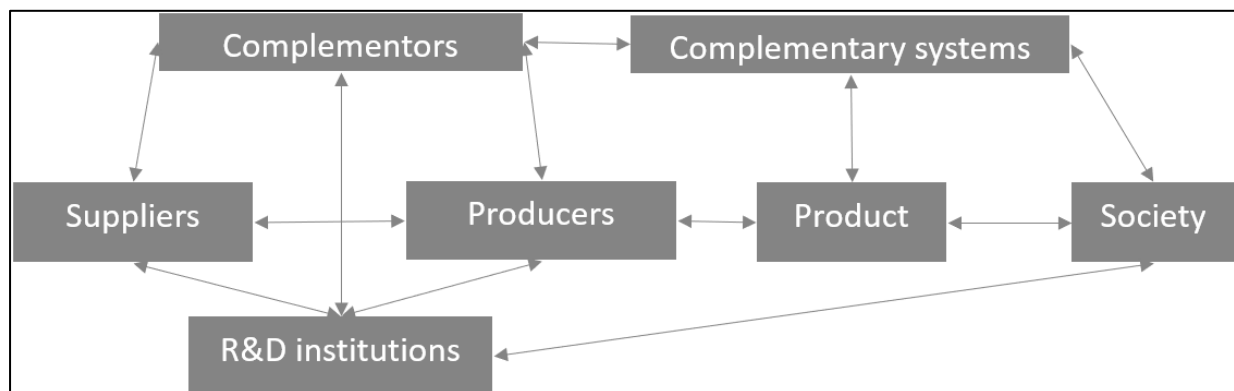 Complementors
Complementary systems
Suppliers
Producers
Product
Society
R&D institutions